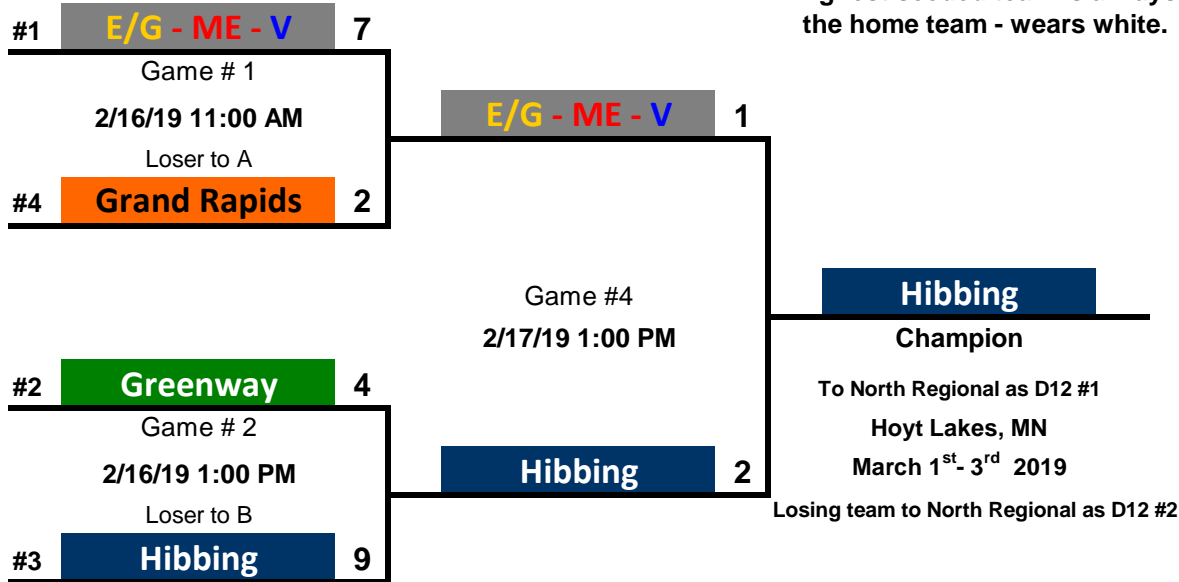 the home team - wears white.
#1 E/G - ME - V 7
Game # 1
2/16/19 11:00 AM
Loser to A
#4 Grand Rapids 2
E/G - ME - V 1
Game #4
2/17/19 1:00 PM
Hibbing
Champion
To North Regional as D12 #1
Hoyt Lakes, MN
March 1st- 3rd 2019
Losing team to North Regional as D12 #2
#2 Greenway 4
Game # 2
2/16/19 1:00 PM
Loser to B
#3 Hibbing 9
Hibbing 2